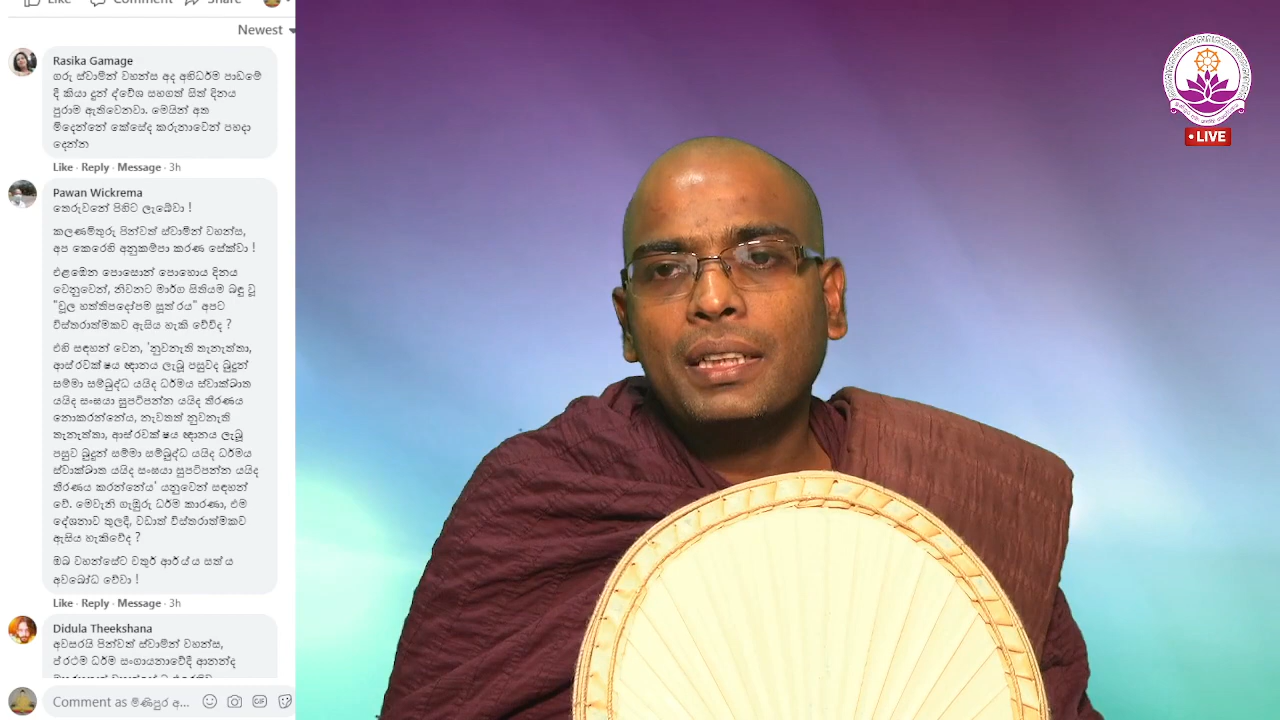 Like Comment Share
Newest
Rasika Gamage
ගරු ස්වාමින් වහන්ස අද අභිධර්ම පාඩමේ
දී කියා දුන් ද්වේශ සහගත් සිත් දිනය
පුරාම ඇතිවෙනවා. මෙයින් අත
මිදෙන්නේ කේසේද කරුනාවෙන් පහදා
දෙන්න
Like · Reply · Message · 3h
Pawan Wickrema
තෙරුවනේ පිහිට ලැබේවා !
කලණමිතුරු පින්වත් ස්වාමින් වහන්ස,
අප කෙරෙහි අනුකම්පා කරණ සේක්වා !
එළඹෙන පොසොන් පොහොය දිනය
වෙනුවෙන්, නිවනට මාර්ග සිතියම බඳු වූ
"චූල හත්තිපදෝපම සූත්‍රය" අපට
විස්තරාත්මකව ඇසිය හැකි වේවිද ?
එහි සඳහන් වෙන, 'නුවනැති තැනැත්තා,
ආස්රවක්ෂය ඥානය ලැබූ පසුවද බුදුන්
සම්මා සම්බුද්ධ යයිද ධර්මය ස්වාක්ඛාත
යයිද සංඝයා සුපටිපන්න යයිද තීරණය
නොකරන්නේය, නැවතත් නුවනැති
තැනැත්තා, ආස්රවක්ෂය ඥානය ලැබූ
පසුව බුදුන් සම්මා සම්බුද්ධ යයිද ධර්මය
ස්වාක්ඛාත යයිද සංඝයා සුපටිපන්න යයිද
තීරණය කරන්නේය' යනුවෙන් සඳහන්
වේ. මෙවැනි ගැඹුරු ධර්ම කාරණා, එම
දේශනාව තුලදී, වඩාත් විස්තරාත්මකව
ඇසිය හැකිවේද ?
ඔබ වහන්සේට චතුර් ආර්ය්‍ය සත්‍ය
අවබෝධ වේවා !
Like · Reply · Message · 3h
Didula Theekshana
අවසරයි පින්වත් ස්වාමින් වහන්ස,
ප්රථම ධර්ම සංගායනාවේදී ආනන්ද
Comment as මිණිපුර අ...
GIF
LIVE